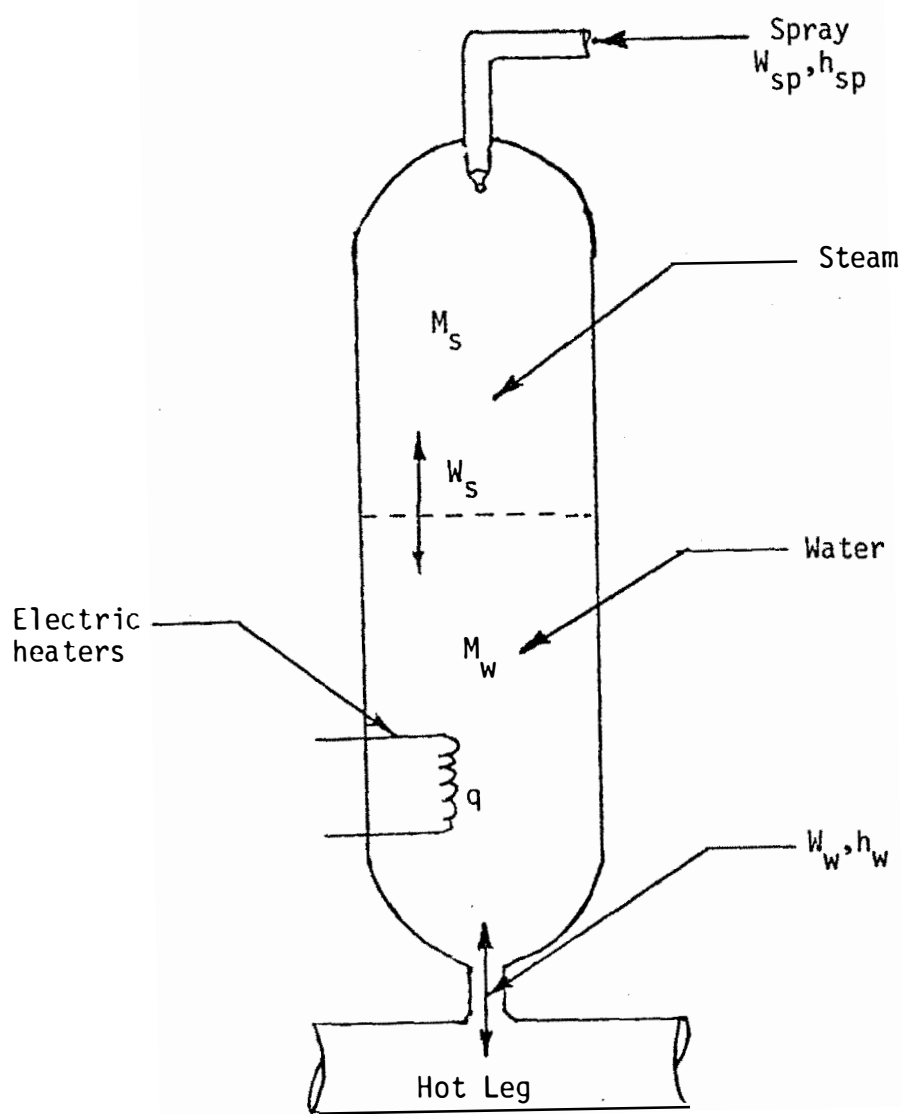 Spray
W_sp,h_sp
Steam
M_s
W_s
Water
Electric
heaters
M_w
q
W_w,h_w
Hot Leg